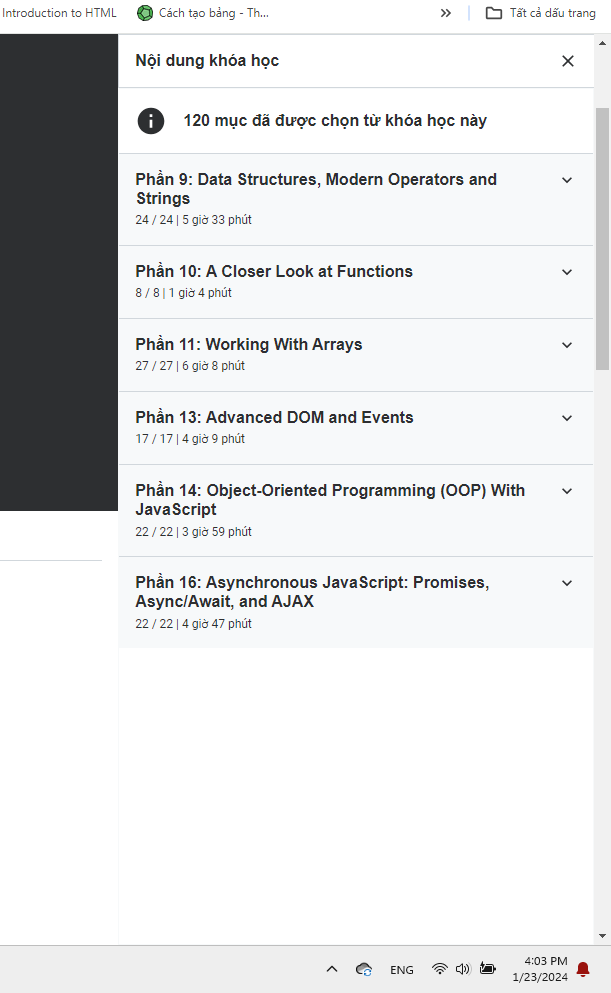 Introduction to HTML
Cách tạo bảng - Th...
Tất cả dấu trang
Nội dung khóa học
120 mục đã được chọn từ khóa học này
Phần 9: Data Structures, Modern Operators and
Strings
24 / 24 | 5 giờ 33 phút
Phần 10: A Closer Look at Functions
8 / 8 | 1 giờ 4 phút
Phần 11: Working With Arrays
27 / 27 | 6 giờ 8 phút
Phần 13: Advanced DOM and Events
17 / 17 | 4 giờ 9 phút
Phần 14: Object-Oriented Programming (OOP) With
JavaScript
22 / 22 | 3 giờ 59 phút
Phần 16: Asynchronous JavaScript: Promises,
Async/Await, and AJAX
22 / 22 | 4 giờ 47 phút
ENG
4:03 PM
1/23/2024